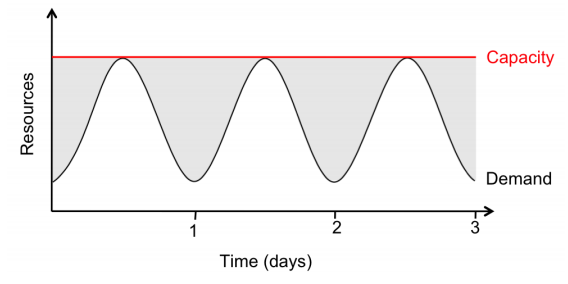 Capacity
Resources
Demand
1
2
3
Time (days)